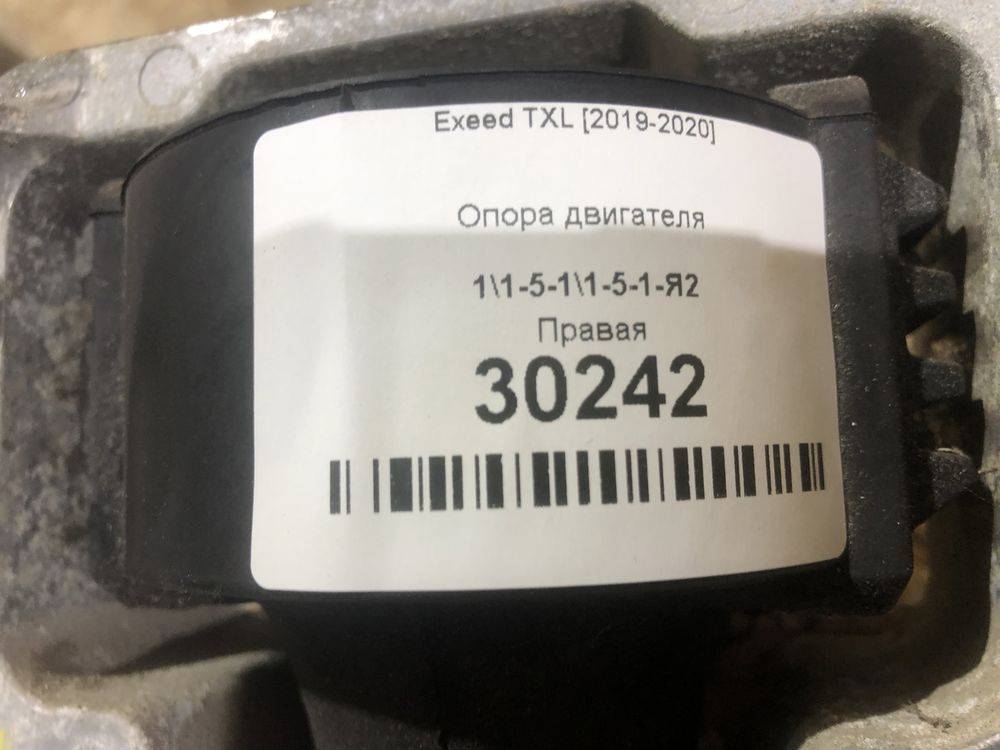 Exeed TXL [2019-2020]
Опора двигателя
1\1-5-1\1-5-1-Я2
Правая
30242